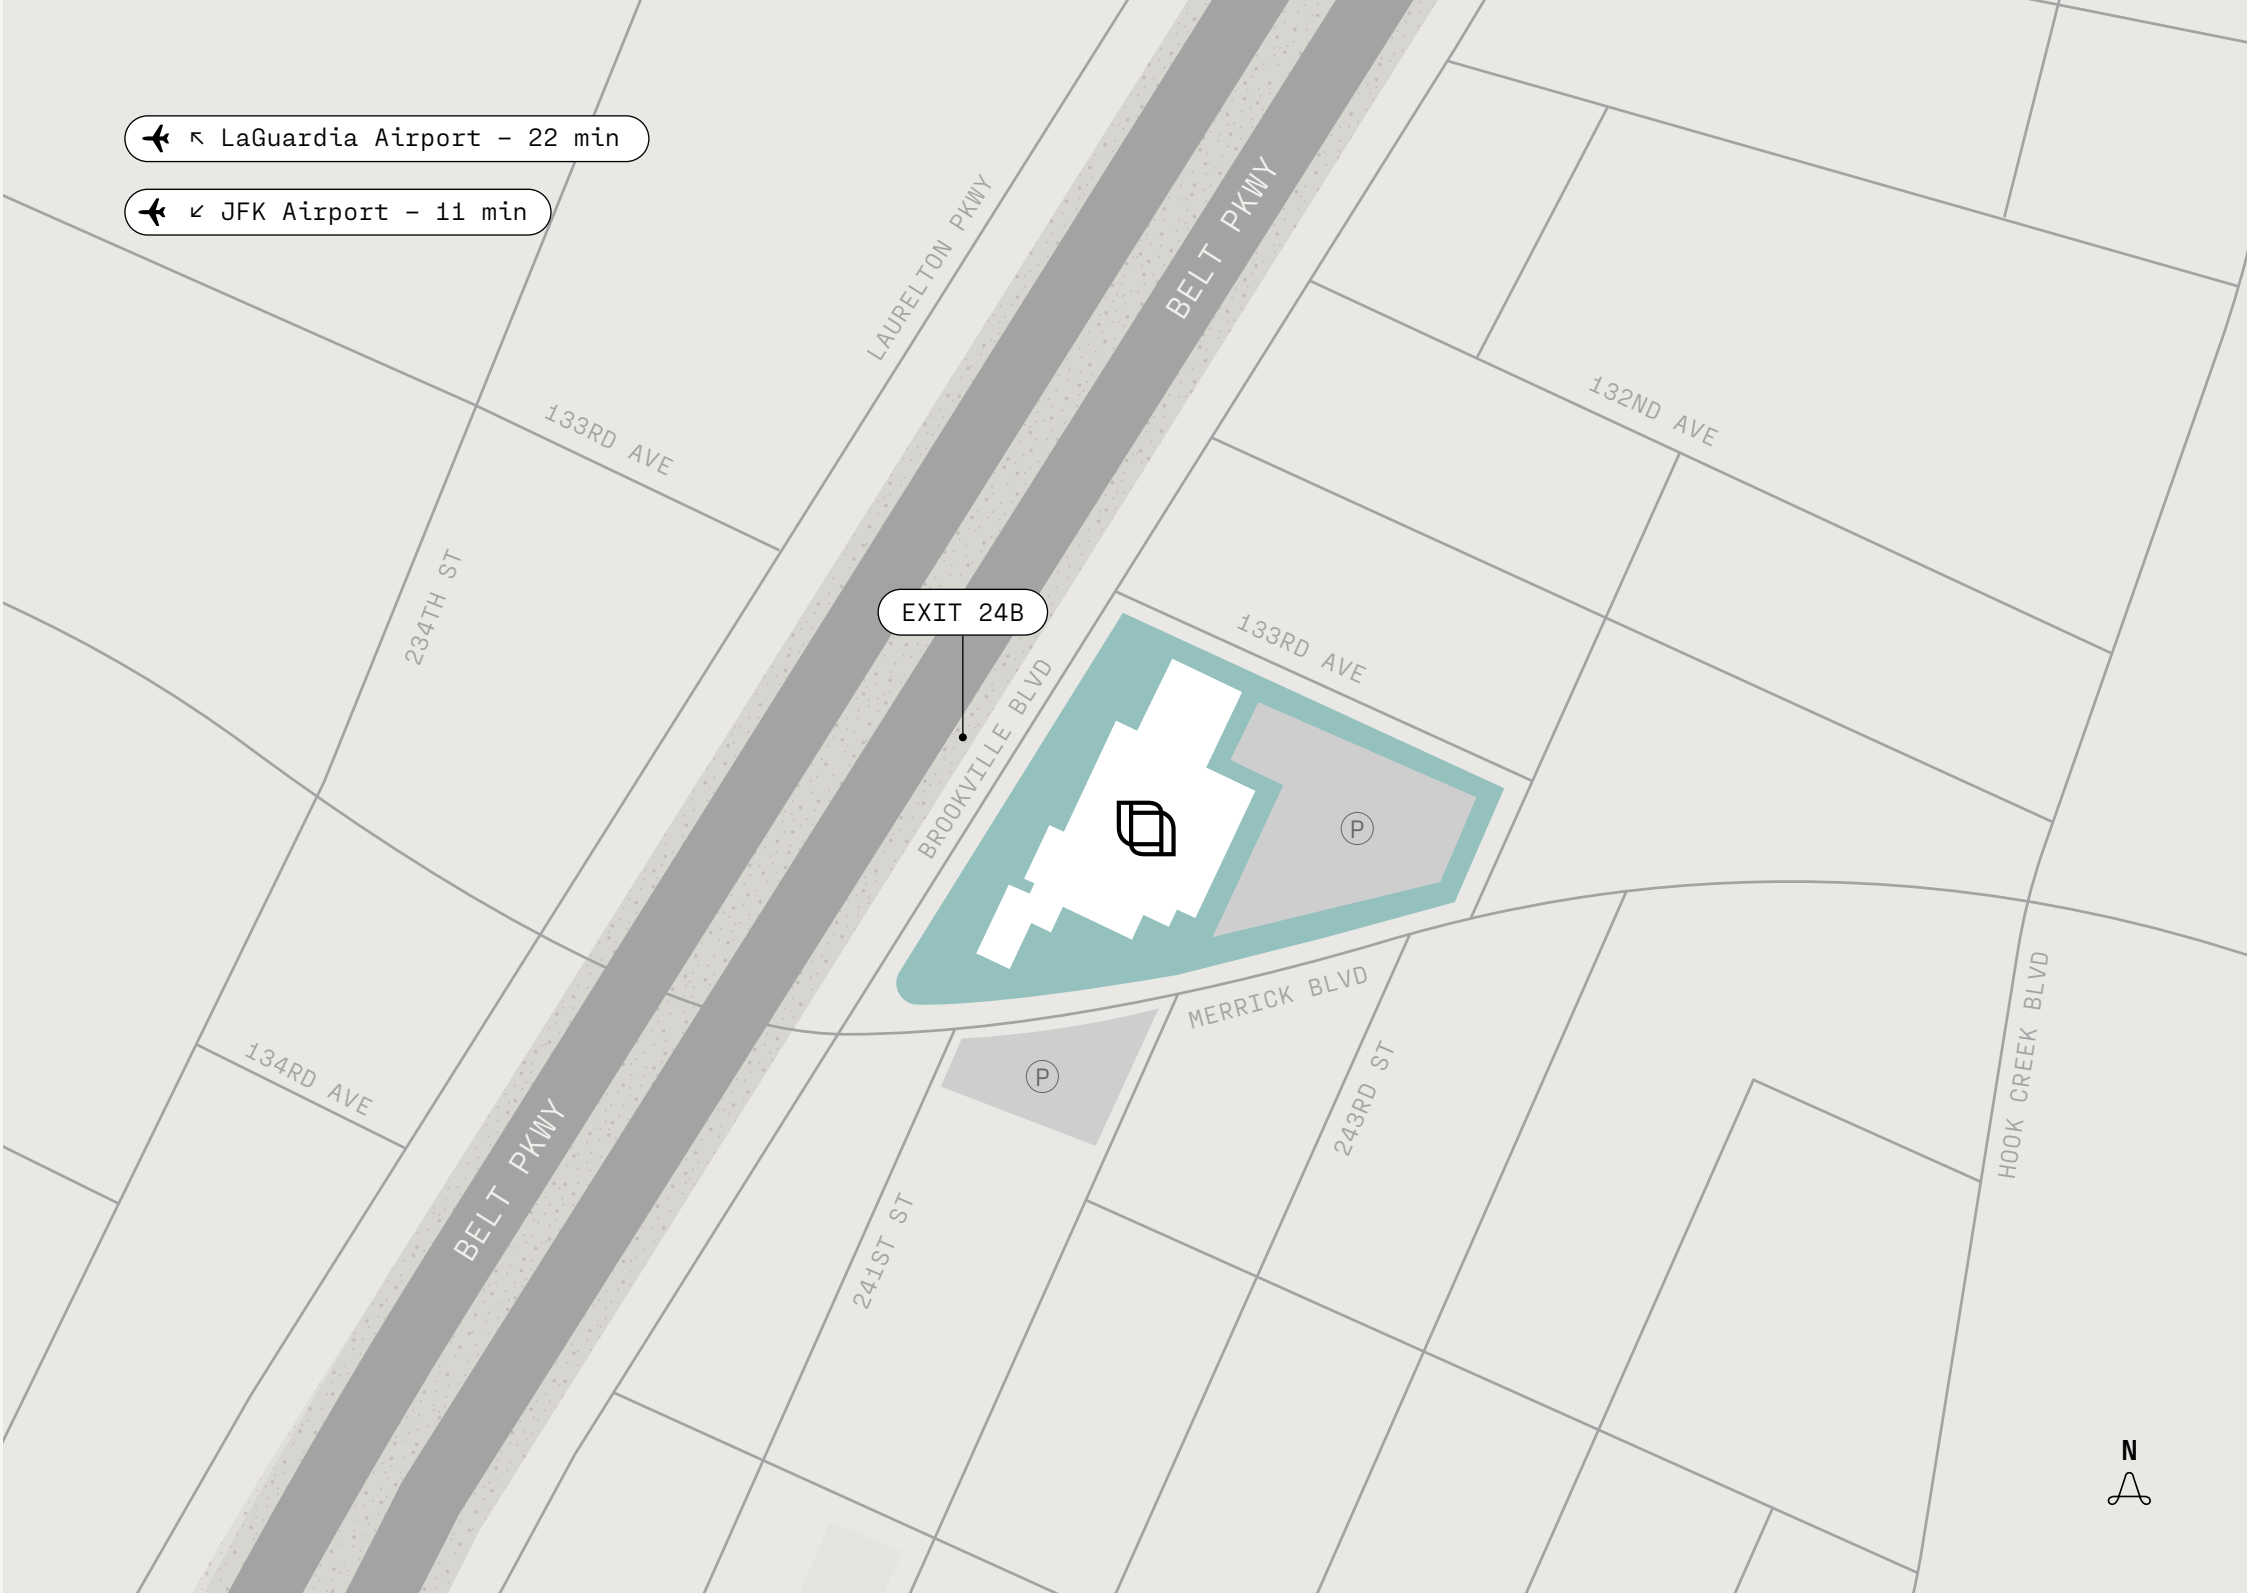 ↖ LaGuardia Airport – 22 min
↙ JFK Airport – 11 min
LAURELTON PKWY
BELT PKWY
133RD AVE
132ND AVE
234TH ST
EXIT 24B
133RD AVE
BROOKVILLE BLVD
P
MERRICK BLVD
P
134RD AVE
BELT PKWY
243RD ST
HOOK CREEK BLVD
241ST ST
N